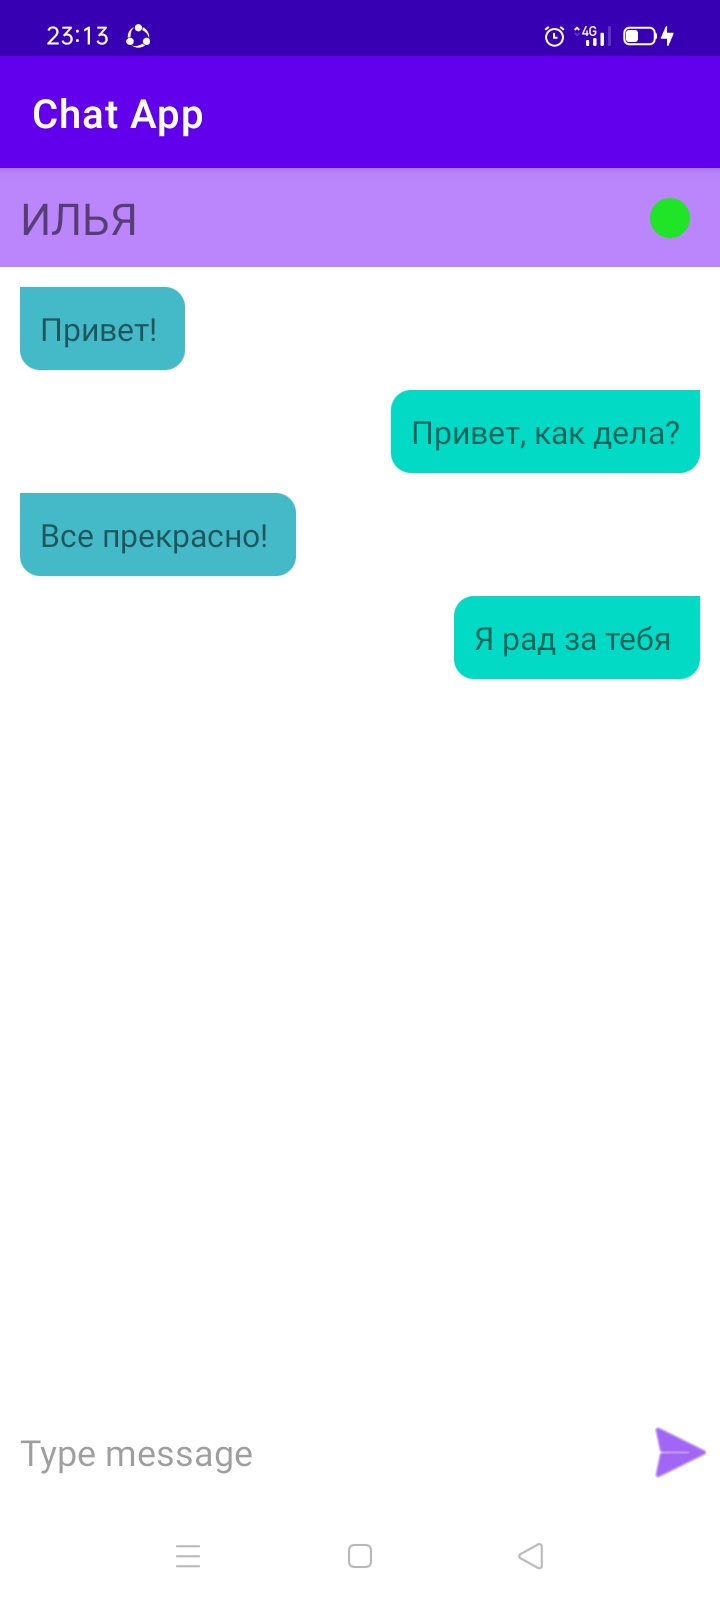 23:13
4G
Chat App
ИЛЬЯ
Привет!
Привет, как дела?
Все прекрасно!
Я рад за тебя
Type message